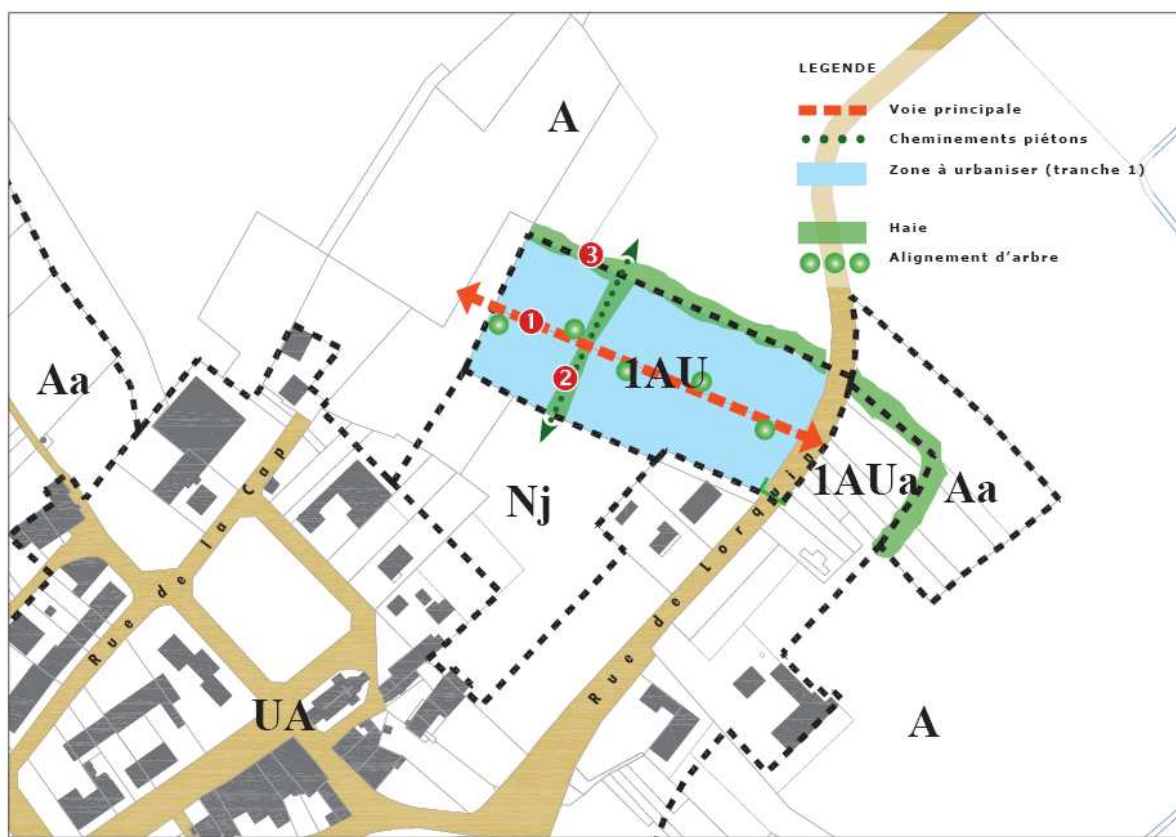 LEGENDE
Voie principale
Cheminements piétons
Zone à urbaniser (tranche 1)
Haie
Alignement d'arbre
A
3
1
2
1AU
Aa
1AUa
Aa
Nj
Rue de la Cap
Rue de lorquip
UA
A